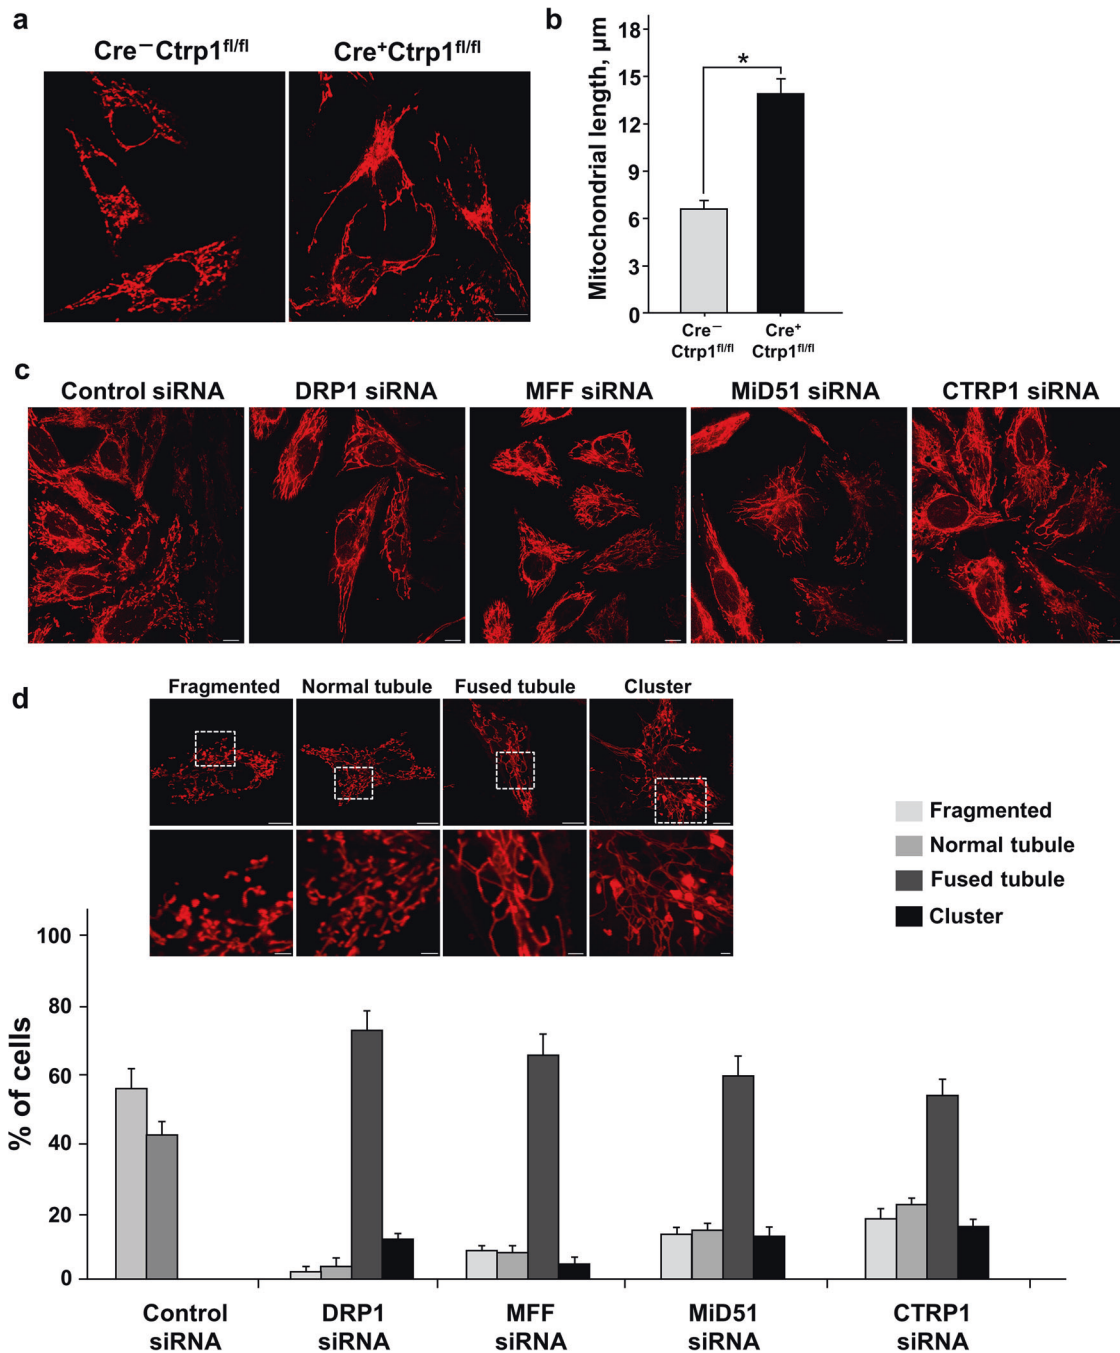 a
Cre⁻Ctrp1fl/fl
Cre⁺Ctrp1fl/fl
b
Mitochondrial length, µm
18
15
12
9
6
3
0
*
Cre⁻
Ctrp1fl/fl
Cre⁺
Ctrp1fl/fl
c
Control siRNA
DRP1 siRNA
MFF siRNA
MiD51 siRNA
CTRP1 siRNA
d
Fragmented
Normal tubule
Fused tubule
Cluster
Fragmented
Normal tubule
Fused tubule
Cluster
% of cells
100
80
60
40
20
0
Control
siRNA
DRP1
siRNA
MFF
siRNA
MiD51
siRNA
CTRP1
siRNA